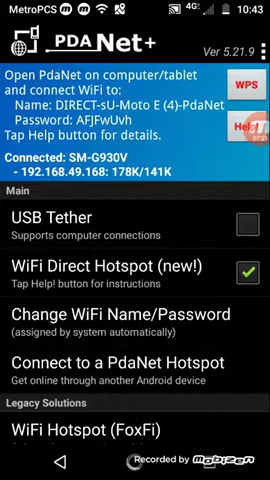 MetroPCS 4G 10:43
PDANet+
Ver 5.21.9
Open PdaNet on computer/tablet
and connect WiFi to:
Name: DIRECT-sU-Moto E (4)-PdaNet
Password: AFJFwUvh
Tap Help button for details.
WPS
Help!
Connected: SM-G930V
- 192.168.49.168: 178K/141K
Main
USB Tether
Supports computer connections
WiFi Direct Hotspot (new!)
Tap Help! button for instructions
Change WiFi Name/Password
(assigned by system automatically)
Connect to a PdaNet Hotspot
Get online through another Android device
Legacy Solutions
WiFi Hotspot (FoxFi)
Recorded by mobizen